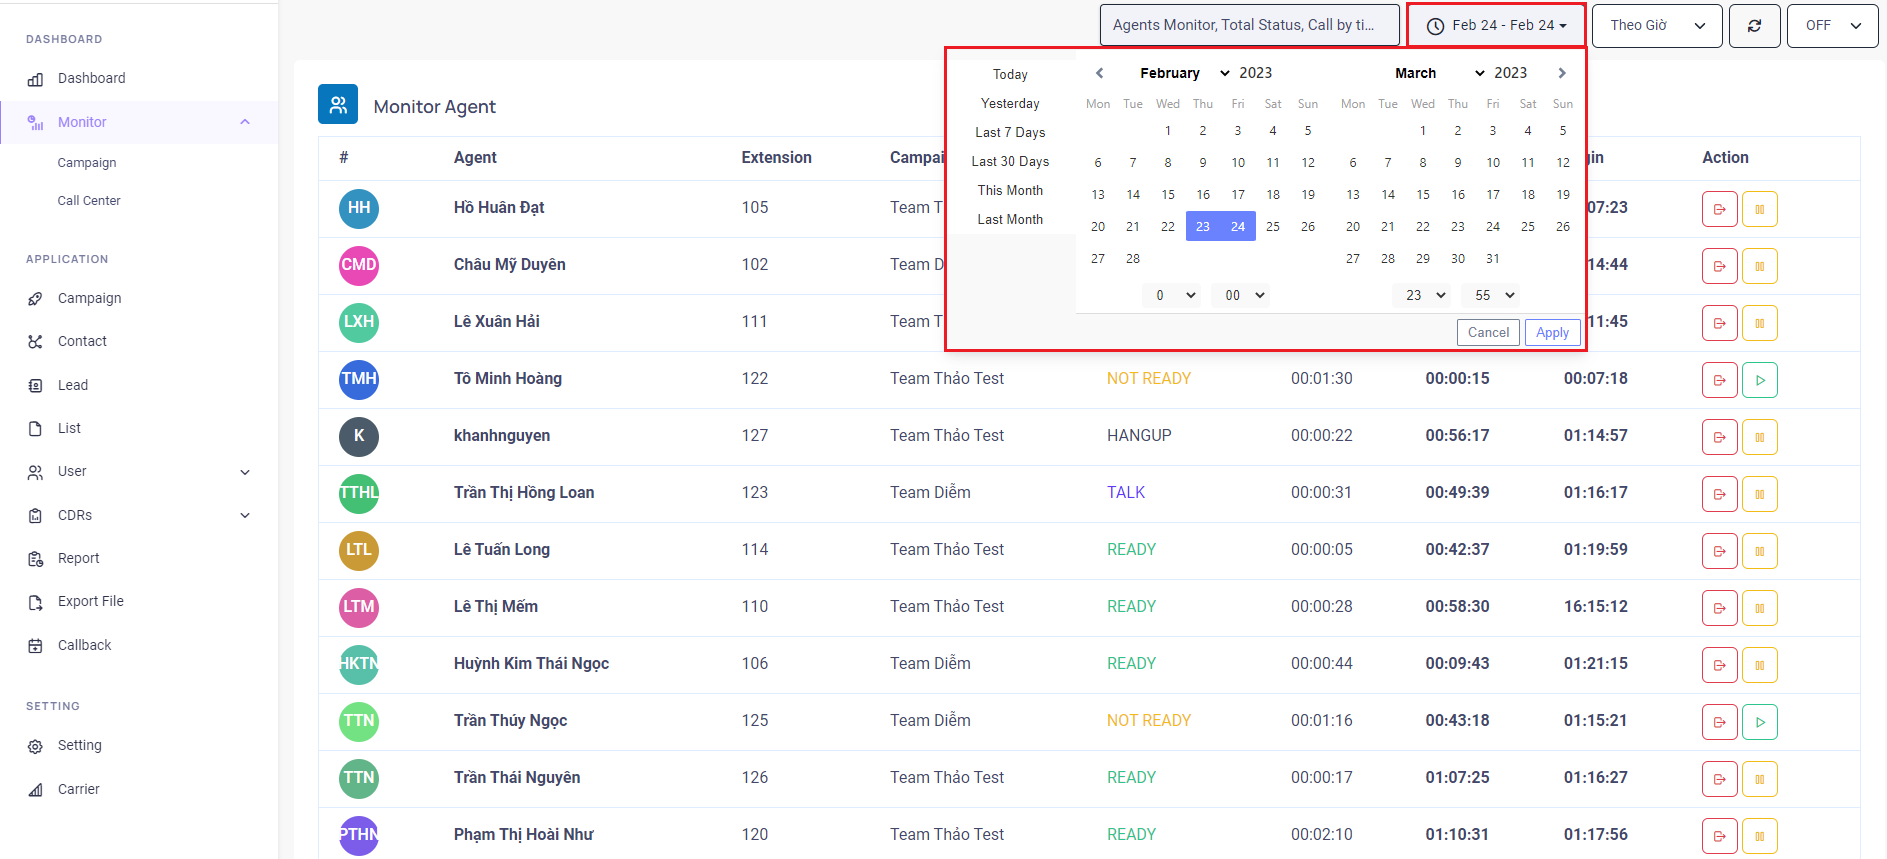 DASHBOARD
Dashboard
Monitor
Campaign
Call Center
APPLICATION
Campaign
Contact
Lead
List
User
CDRs
Report
Export File
Callback
SETTING
Setting
Carrier
Agents Monitor, Total Status, Call by ti...
Feb 24 - Feb 24
Theo Giờ
OFF
Today
Yesterday
Last 7 Days
Last 30 Days
This Month
Last Month
February 2023
Mon Tue Wed Thu Fri Sat Sun
1 2 3 4 5
6 7 8 9 10 11 12
13 14 15 16 17 18 19
20 21 22 23 24 25 26
27 28
0 00
March 2023
Mon Tue Wed Thu Fri Sat Sun
1 2 3 4 5
6 7 8 9 10 11 12
13 14 15 16 17 18 19
20 21 22 23 24 25 26
27 28 29 30 31
23 55
Cancel Apply
Monitor Agent
# Agent Extension Campai in Action
HH Hồ Huân Đạt 105 Team T 07:23
CMD Châu Mỹ Duyên 102 Team D 14:44
LXH Lê Xuân Hải 111 Team T 11:45
TMH Tô Minh Hoàng 122 Team Thảo Test NOT READY 00:01:30 00:00:15 00:07:18
K khanhnguyen 127 Team Thảo Test HANGUP 00:00:22 00:56:17 01:14:57
TTHL Trần Thị Hồng Loan 123 Team Diễm TALK 00:00:31 00:49:39 01:16:17
LTL Lê Tuấn Long 114 Team Thảo Test READY 00:00:05 00:42:37 01:19:59
LTM Lê Thị Mếm 110 Team Thảo Test READY 00:00:28 00:58:30 16:15:12
HKTN Huỳnh Kim Thái Ngọc 106 Team Diễm READY 00:00:44 00:09:43 01:21:15
TTN Trần Thúy Ngọc 125 Team Diễm NOT READY 00:01:16 00:43:18 01:15:21
TTN Trần Thái Nguyên 126 Team Thảo Test READY 00:00:17 01:07:25 01:16:27
PTHN Phạm Thị Hoài Như 120 Team Thảo Test READY 00:02:10 01:10:31 01:17:56